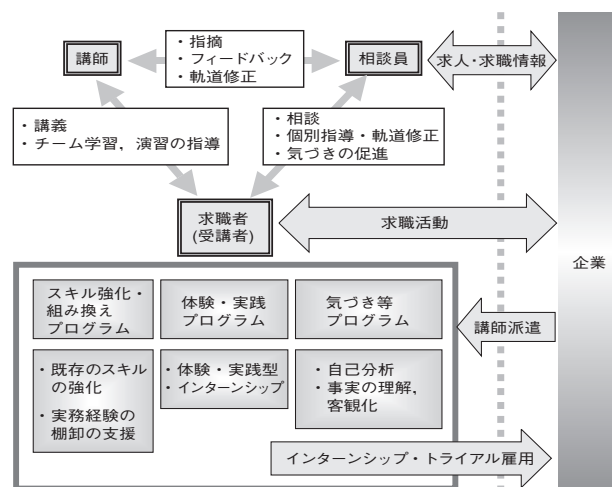 ・指摘
・フィードバック
・軌道修正
講師
相談員
求人・求職情報
・講義
・チーム学習，演習の指導
・相談
・個別指導・軌道修正
・気づきの促進
求職者
(受講者)
求職活動
企業
スキル強化・
組み換え
プログラム
体験・実践
プログラム
気づき等
プログラム
講師派遣
・既存のスキル
の強化
・実務経験の
棚卸の支援
・体験・実践型
・インターンシップ
・自己分析
・事実の理解，
客観化
インターンシップ・トライアル雇用